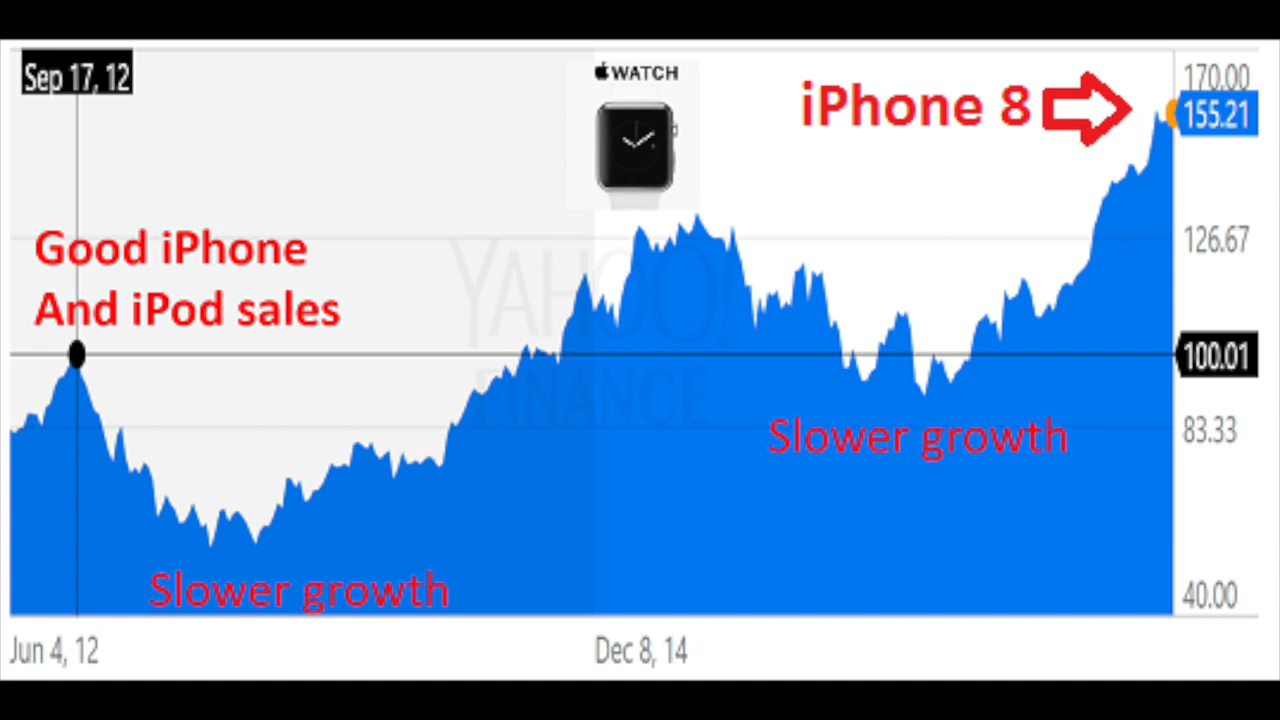 Sep 17, 12
WATCH
iPhone 8
170.00
155.21
Good iPhone
And iPod sales
126.67
YAHOO!
FINANCE
100.01
Slower growth
83.33
Slower growth
40.00
Jun 4, 12
Dec 8, 14